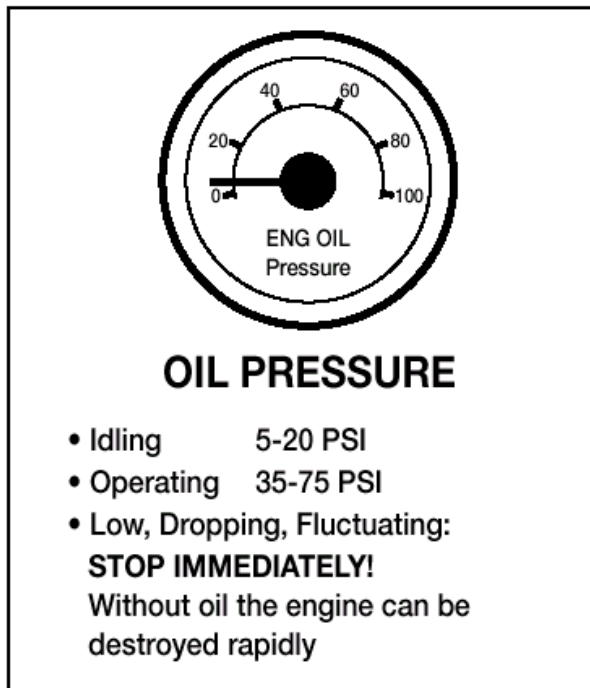 40 60
20 80
0 100
ENG OIL
Pressure
OIL PRESSURE
• Idling 5-20 PSI
• Operating 35-75 PSI
• Low, Dropping, Fluctuating:
STOP IMMEDIATELY!
Without oil the engine can be
destroyed rapidly